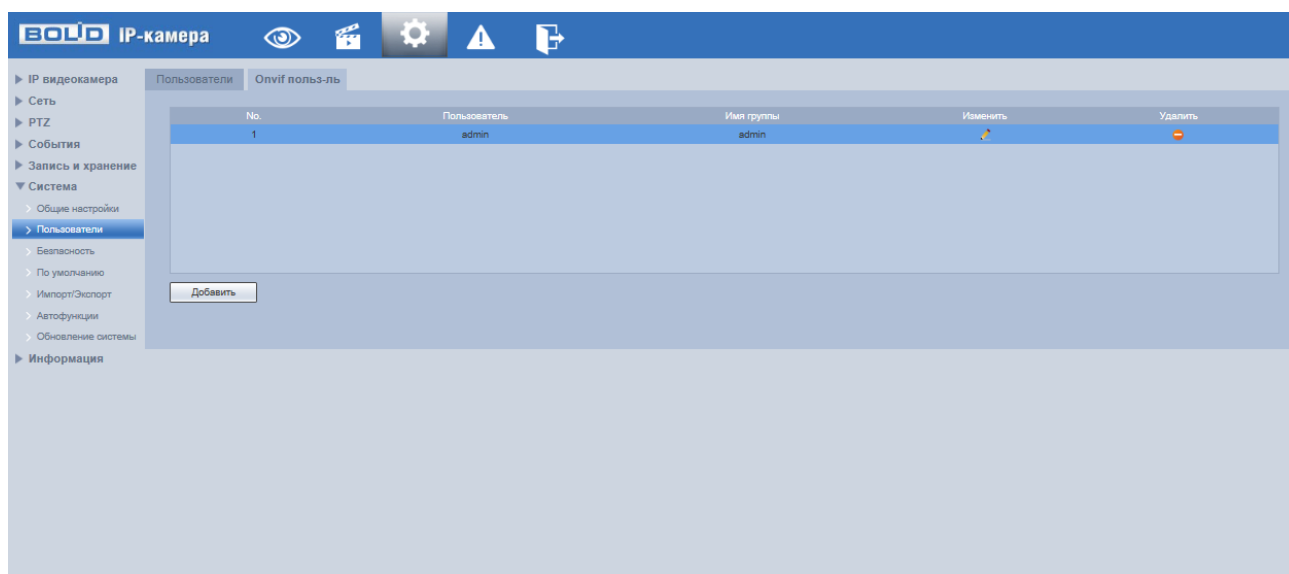 BOLID IP-камера
IP видеокамера
Сеть
PTZ
События
Запись и хранение
Система
Общие настройки
Пользователи
Безпасность
По умолчанию
Импорт/Экспорт
Автофункции
Обновление системы
Информация
Пользователи Onvif польз-ль
No. Пользователь Имя группы Изменить Удалить
1 admin admin
Добавить